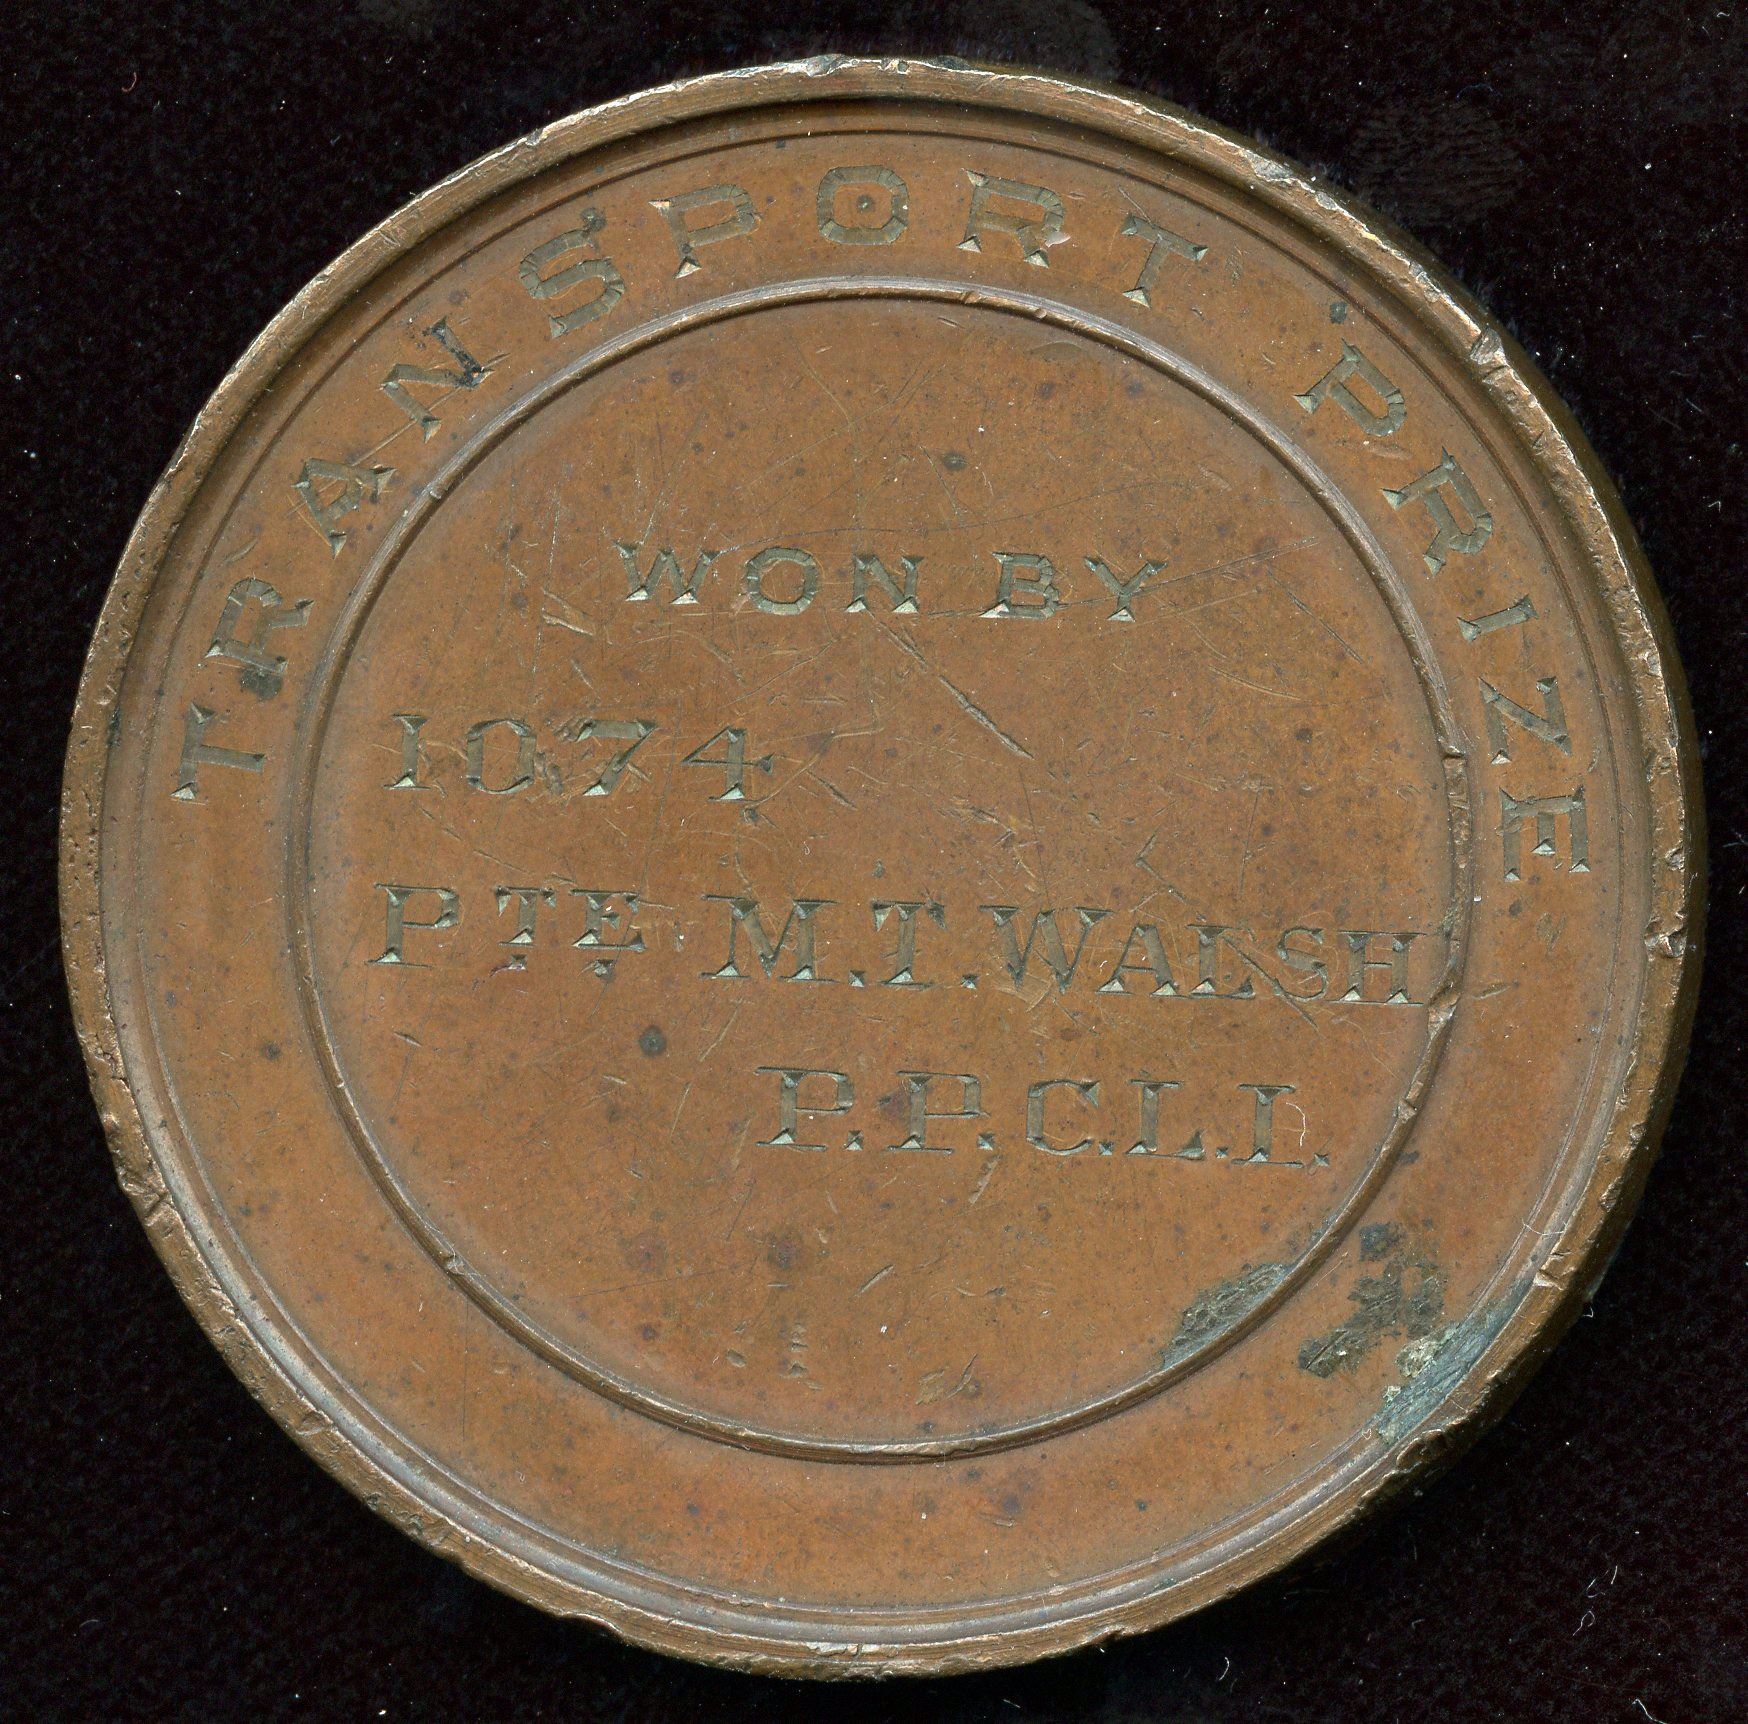 TRANSPORT PRIZE
WON BY
1074
PTE M.T.WALSH
P.P.C.L.I.